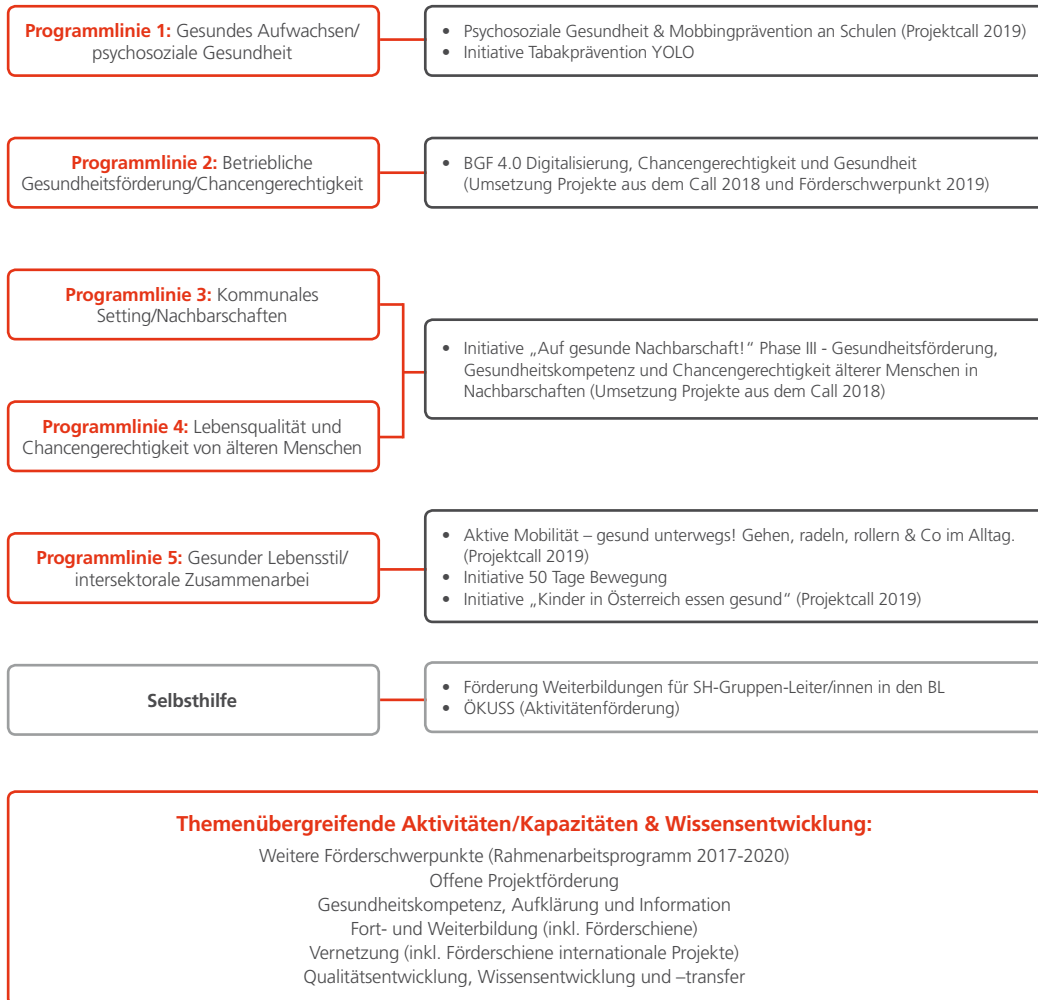 Programmlinie 1: Gesundes Aufwachsen/
psychosoziale Gesundheit
• Psychosoziale Gesundheit & Mobbingprävention an Schulen (Projektcall 2019)
• Initiative Tabakprävention YOLO
Programmlinie 2: Betriebliche
Gesundheitsförderung/Chancengerechtigkeit
• BGF 4.0 Digitalisierung, Chancengerechtigkeit und Gesundheit
(Umsetzung Projekte aus dem Call 2018 und Förderschwerpunkt 2019)
Programmlinie 3: Kommunales
Setting/Nachbarschaften
Programmlinie 4: Lebensqualität und
Chancengerechtigkeit von älteren Menschen
• Initiative „Auf gesunde Nachbarschaft!“ Phase III - Gesundheitsförderung,
Gesundheitskompetenz und Chancengerechtigkeit älterer Menschen in
Nachbarschaften (Umsetzung Projekte aus dem Call 2018)
Programmlinie 5: Gesunder Lebensstil/
intersektorale Zusammenarbei
• Aktive Mobilität – gesund unterwegs! Gehen, radeln, rollern & Co im Alltag.
(Projektcall 2019)
• Initiative 50 Tage Bewegung
• Initiative „Kinder in Österreich essen gesund“ (Projektcall 2019)
Selbsthilfe
• Förderung Weiterbildungen für SH-Gruppen-Leiter/innen in den BL
• ÖKUSS (Aktivitätenförderung)
Themenübergreifende Aktivitäten/Kapazitäten & Wissensentwicklung:
Weitere Förderschwerpunkte (Rahmenarbeitsprogramm 2017-2020)
Offene Projektförderung
Gesundheitskompetenz, Aufklärung und Information
Fort- und Weiterbildung (inkl. Förderschiene)
Vernetzung (inkl. Förderschiene internationale Projekte)
Qualitätsentwicklung, Wissensentwicklung und –transfer